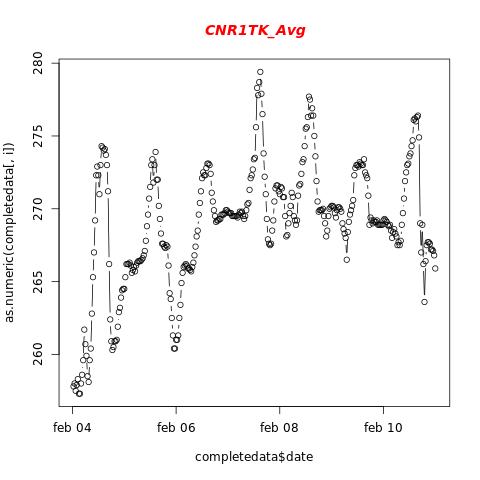 CNR1TK_Avg
as.numeric(completedata[, i])
280
275
270
265
260
feb 04
feb 06
feb 08
feb 10
completedata$date